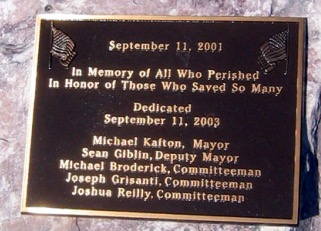 September 11, 2001
In Memory of All Who Perished
In Honor of Those Who Saved So Many
Dedicated
September 11, 2003
Michael Kafton, Mayor
Sean Giblin, Deputy Mayor
Michael Broderick, Committeeman
Joseph Grisanti, Committeeman
Joshua Reilly, Committeeman